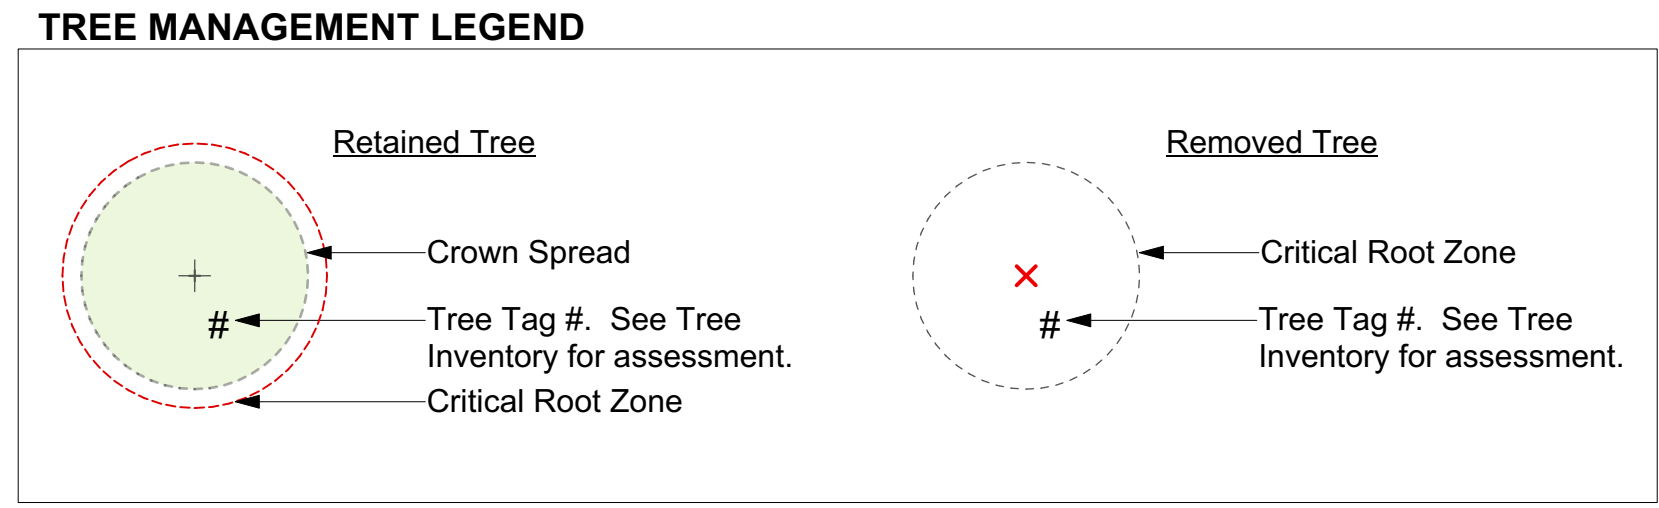 TREE MANAGEMENT LEGEND
Retained Tree
Crown Spread
#
Tree Tag #. See Tree
Inventory for assessment.
Critical Root Zone
Removed Tree
Critical Root Zone
#
Tree Tag #. See Tree
Inventory for assessment.